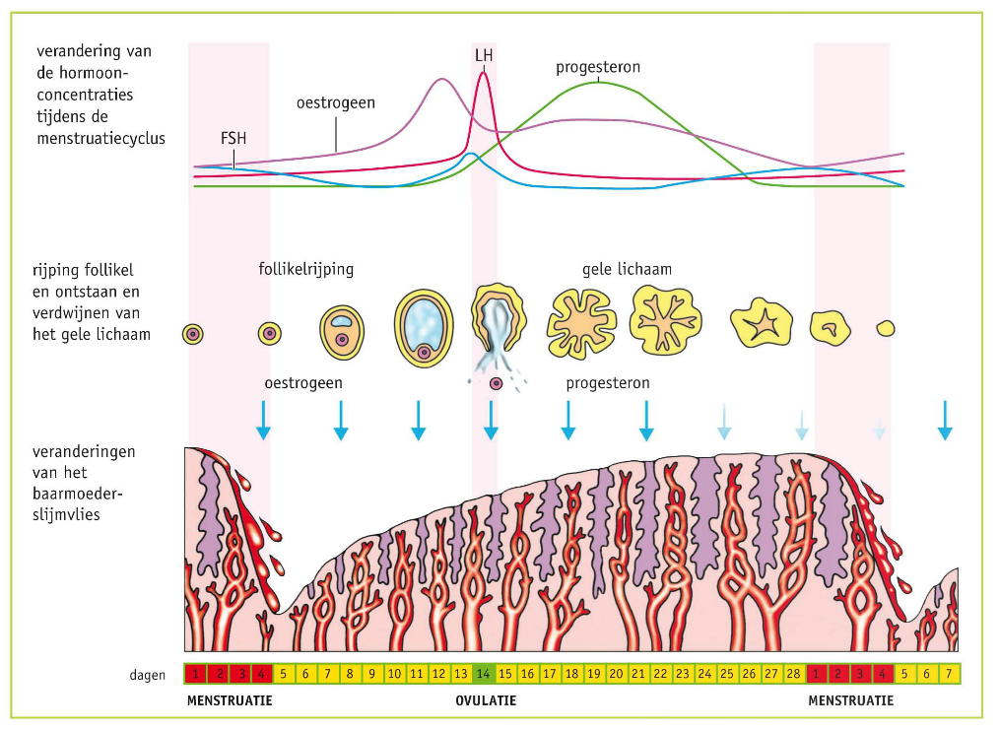 verandering van
de hormoon-
concentraties
tijdens de
menstruatiecyclus
FSH
oestrogeen
LH
progesteron
rijping follikel
en ontstaan en
verdwijnen van
het gele lichaam
follikelrijping
gele lichaam
oestrogeen
progesteron
veranderingen
van het
baarmoeder-
slijmvlies
dagen
1 2 3 4 5 6 7 8 9 10 11 12 13 14 15 16 17 18 19 20 21 22 23 24 25 26 27 28 1 2 3 4 5 6 7
MENSTRUATIE
OVULATIE
MENSTRUATIE